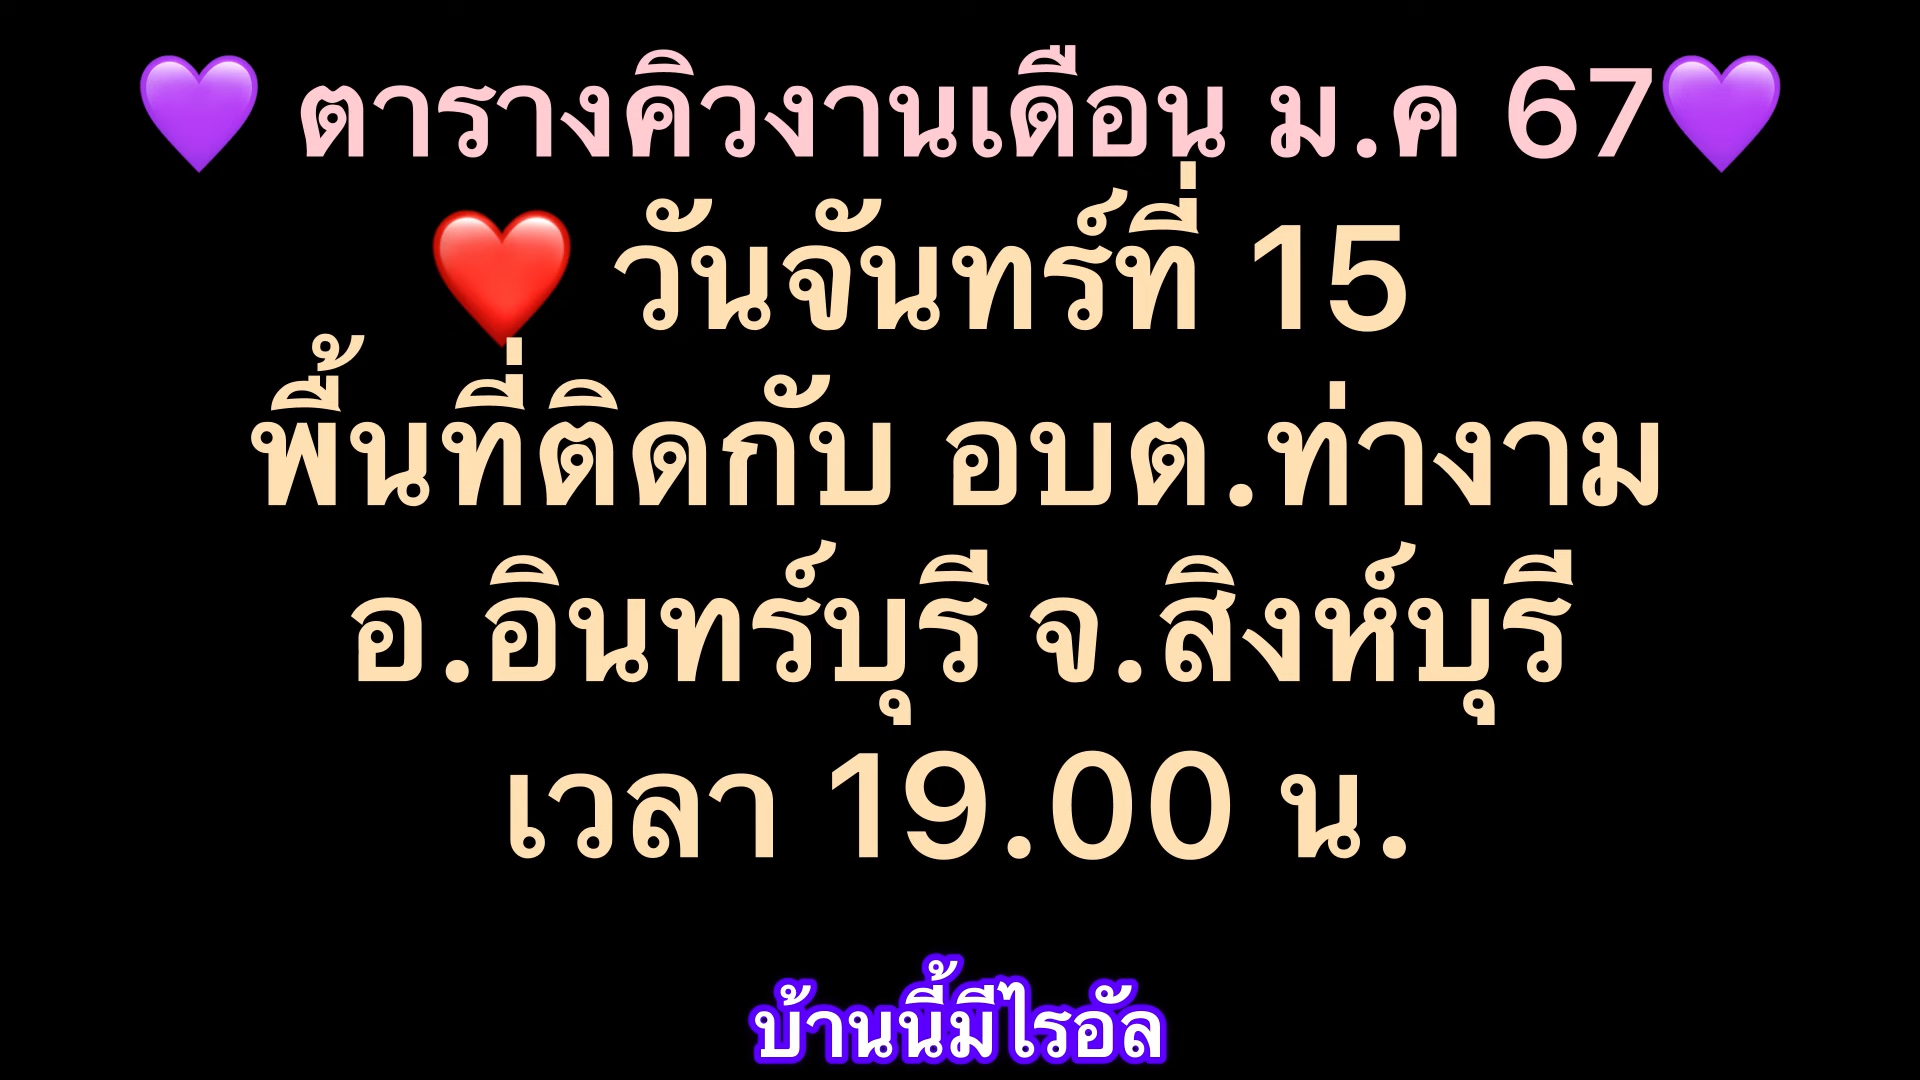 💜 ตารางคิวงานเดือน ม.ค 67💜
❤️ วันจันทร์ที่ 15
พื้นที่ติดกับ อบต.ท่างาม
อ.อินทร์บุรี จ.สิงห์บุรี
เวลา 19.00 น.
บ้านนี้มีไรอัล